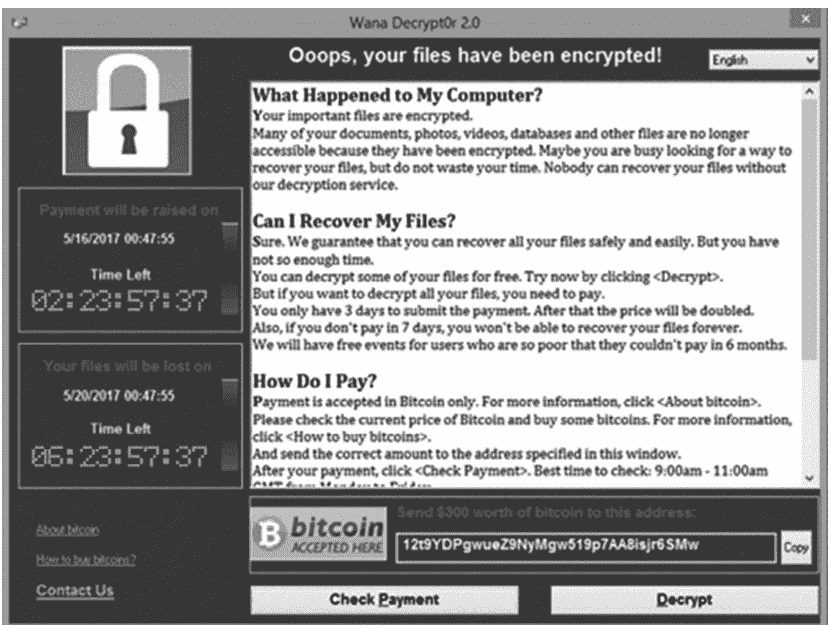 Wana Decrypt0r 2.0
Ooops, your files have been encrypted!
English
What Happened to My Computer?
Your important files are encrypted.
Many of your documents, photos, videos, databases and other files are no longer
accessible because they have been encrypted. Maybe you are busy looking for a way to
recover your files, but do not waste your time. Nobody can recover your files without
our decryption service.
Can I Recover My Files?
Sure. We guarantee that you can recover all your files safely and easily. But you have
not so enough time.
You can decrypt some of your files for free. Try now by clicking <Decrypt>.
But if you want to decrypt all your files, you need to pay.
You only have 3 days to submit the payment. After that the price will be doubled.
Also, if you don't pay in 7 days, you won't be able to recover your files forever.
We will have free events for users who are so poor that they couldn't pay in 6 months.
How Do I Pay?
Payment is accepted in Bitcoin only. For more information, click <About bitcoin>.
Please check the current price of Bitcoin and buy some bitcoins. For more information,
click <How to buy bitcoins>.
And send the correct amount to the address specified in this window.
After your payment, click <Check Payment>. Best time to check: 9:00am - 11:00am
GMT from Monday to Friday.
Payment will be raised on
5/16/2017 00:47:55
Time Left
02:23:57:37
Your files will be lost on
5/20/2017 00:47:55
Time Left
06:23:57:37
About bitcoin
How to buy bitcoins?
Contact Us
bitcoin
ACCEPTED HERE
Send $300 worth of bitcoin to this address:
12t9YDPgwueZ9NyMgw519p7AA8isjr6SMw
Copy
Check Payment
Decrypt